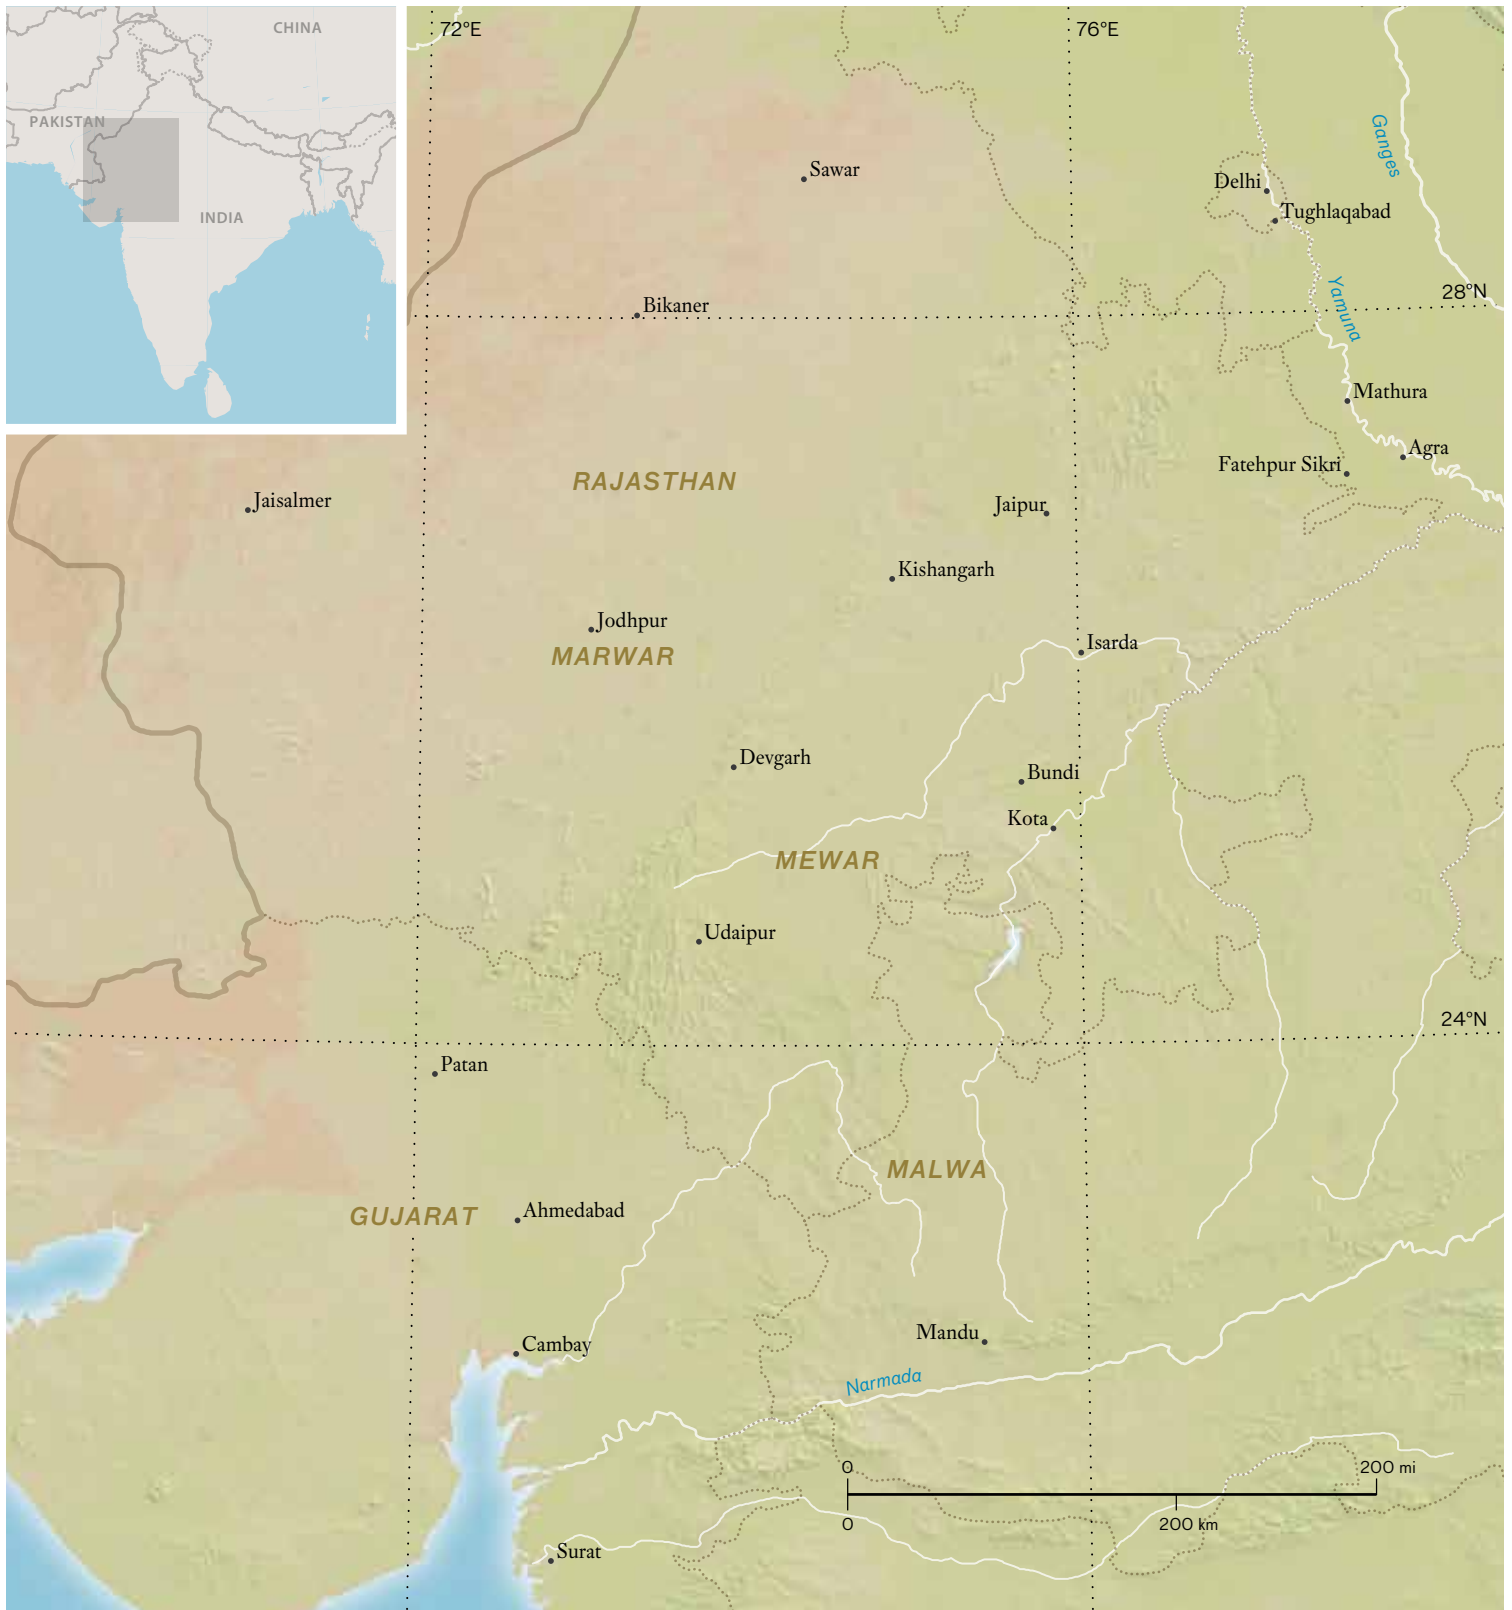 CHINA
PAKISTAN
INDIA
72°E
76°E
Ganges
Sawar
Delhi
Tughlaqabad
Yamuna
28°N
Bikaner
Mathura
Agra
Fatehpur Sikri
RAJASTHAN
Jaisalmer
Jaipur
Kishangarh
Jodhpur
MARWAR
Isarda
Devgarh
Bundi
Kota
MEWAR
Udaipur
24°N
Patan
MALWA
GUJARAT
Ahmedabad
Mandu
Cambay
Narmada
0
200 mi
0
200 km
Surat